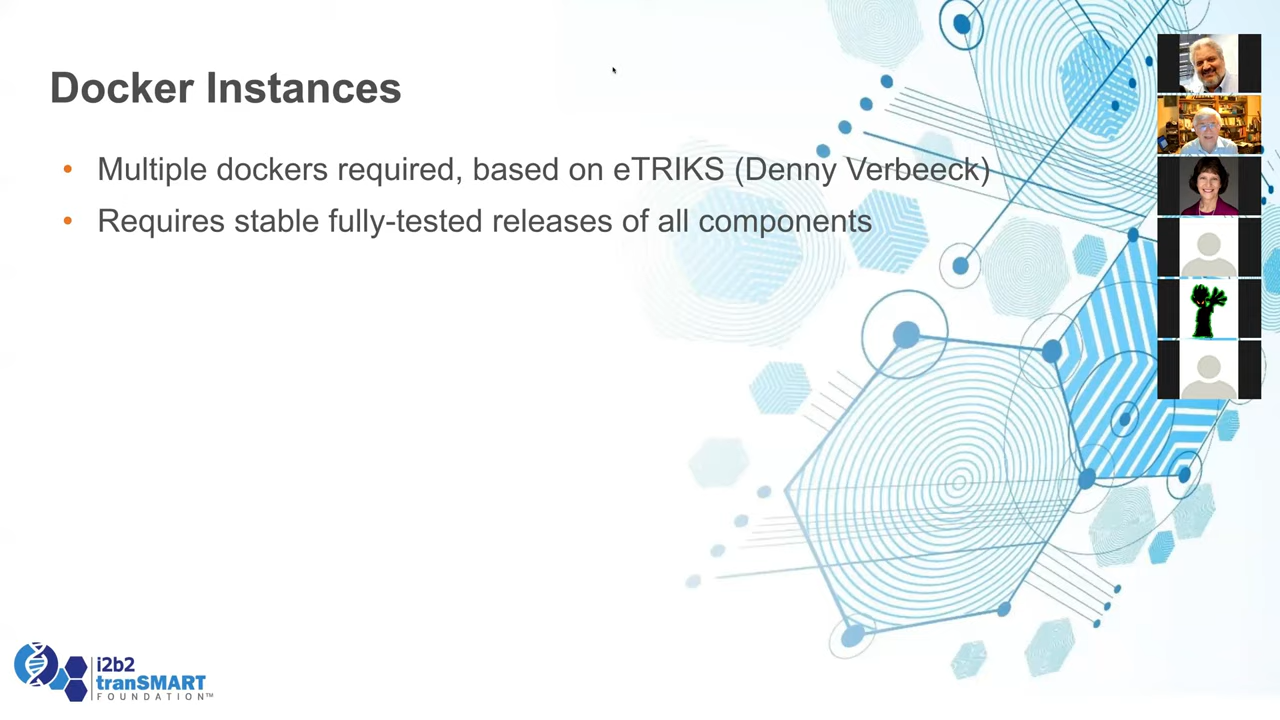 Docker Instances
• Multiple dockers required, based on eTRIKS (Denny Verbeeck)
• Requires stable fully-tested releases of all components
i2b2
tranSMART
FOUNDATION™